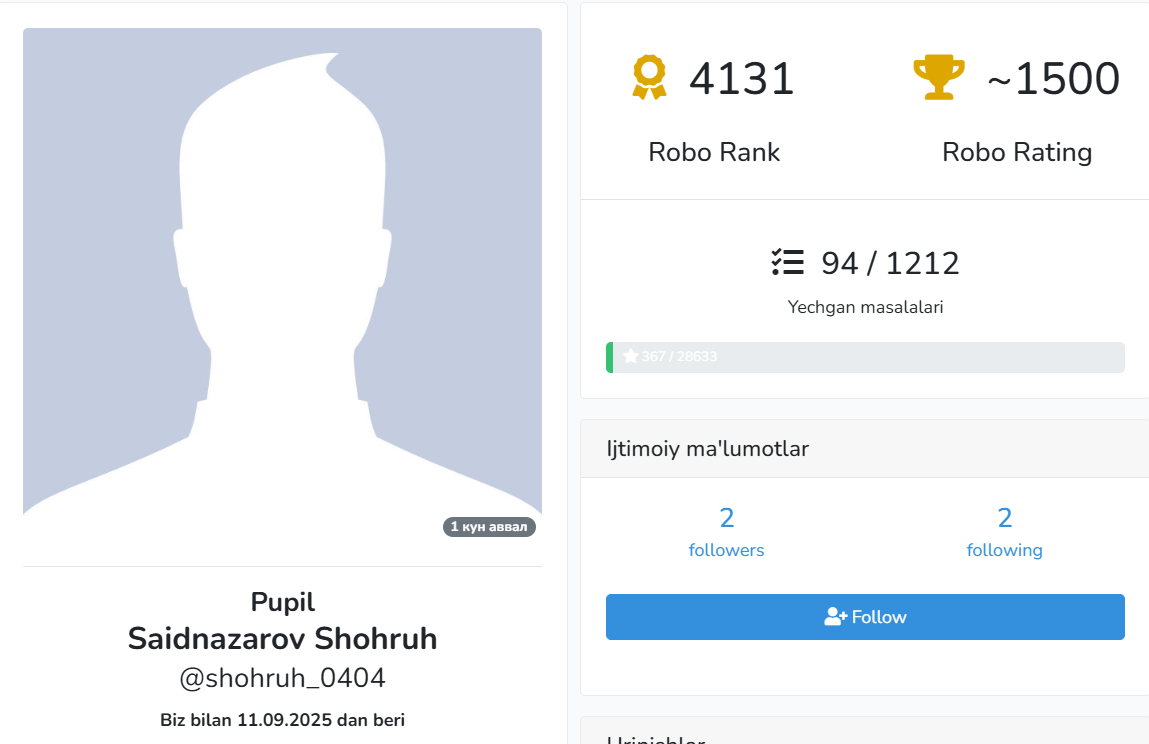 1 кун аввал
Pupil
Saidnazarov Shohruh
@shohruh_0404
Biz bilan 11.09.2025 dan beri
4131
Robo Rank
~1500
Robo Rating
94 / 1212
Yechgan masalalari
367 / 28633
Ijtimoiy ma'lumotlar
2
followers
2
following
Follow